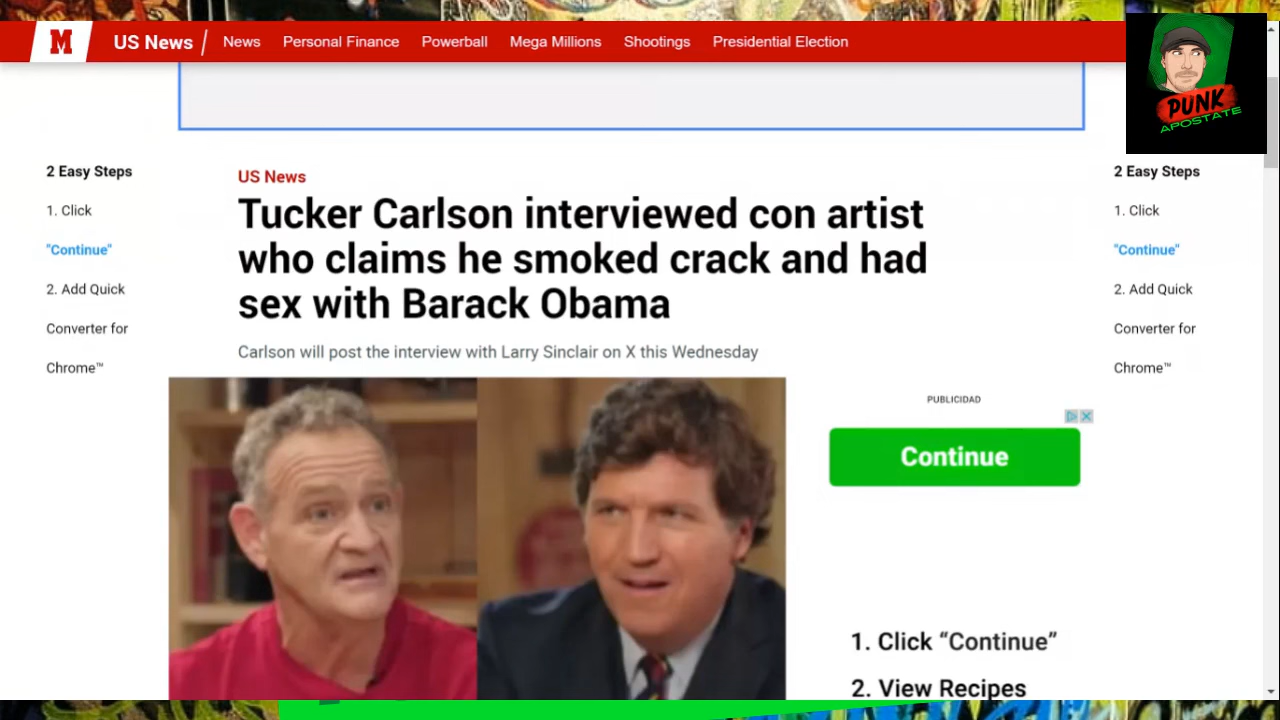 M
US News
News
Personal Finance
Powerball
Mega Millions
Shootings
Presidential Election
PUNK
APOSTATE
2 Easy Steps
1. Click
"Continue"
2. Add Quick
Converter for
Chrome™
US News
Tucker Carlson interviewed con artist
who claims he smoked crack and had
sex with Barack Obama
Carlson will post the interview with Larry Sinclair on X this Wednesday
PUBLICIDAD
Continue
1. Click “Continue”
2. View Recipes
2 Easy Steps
1. Click
"Continue"
2. Add Quick
Converter for
Chrome™